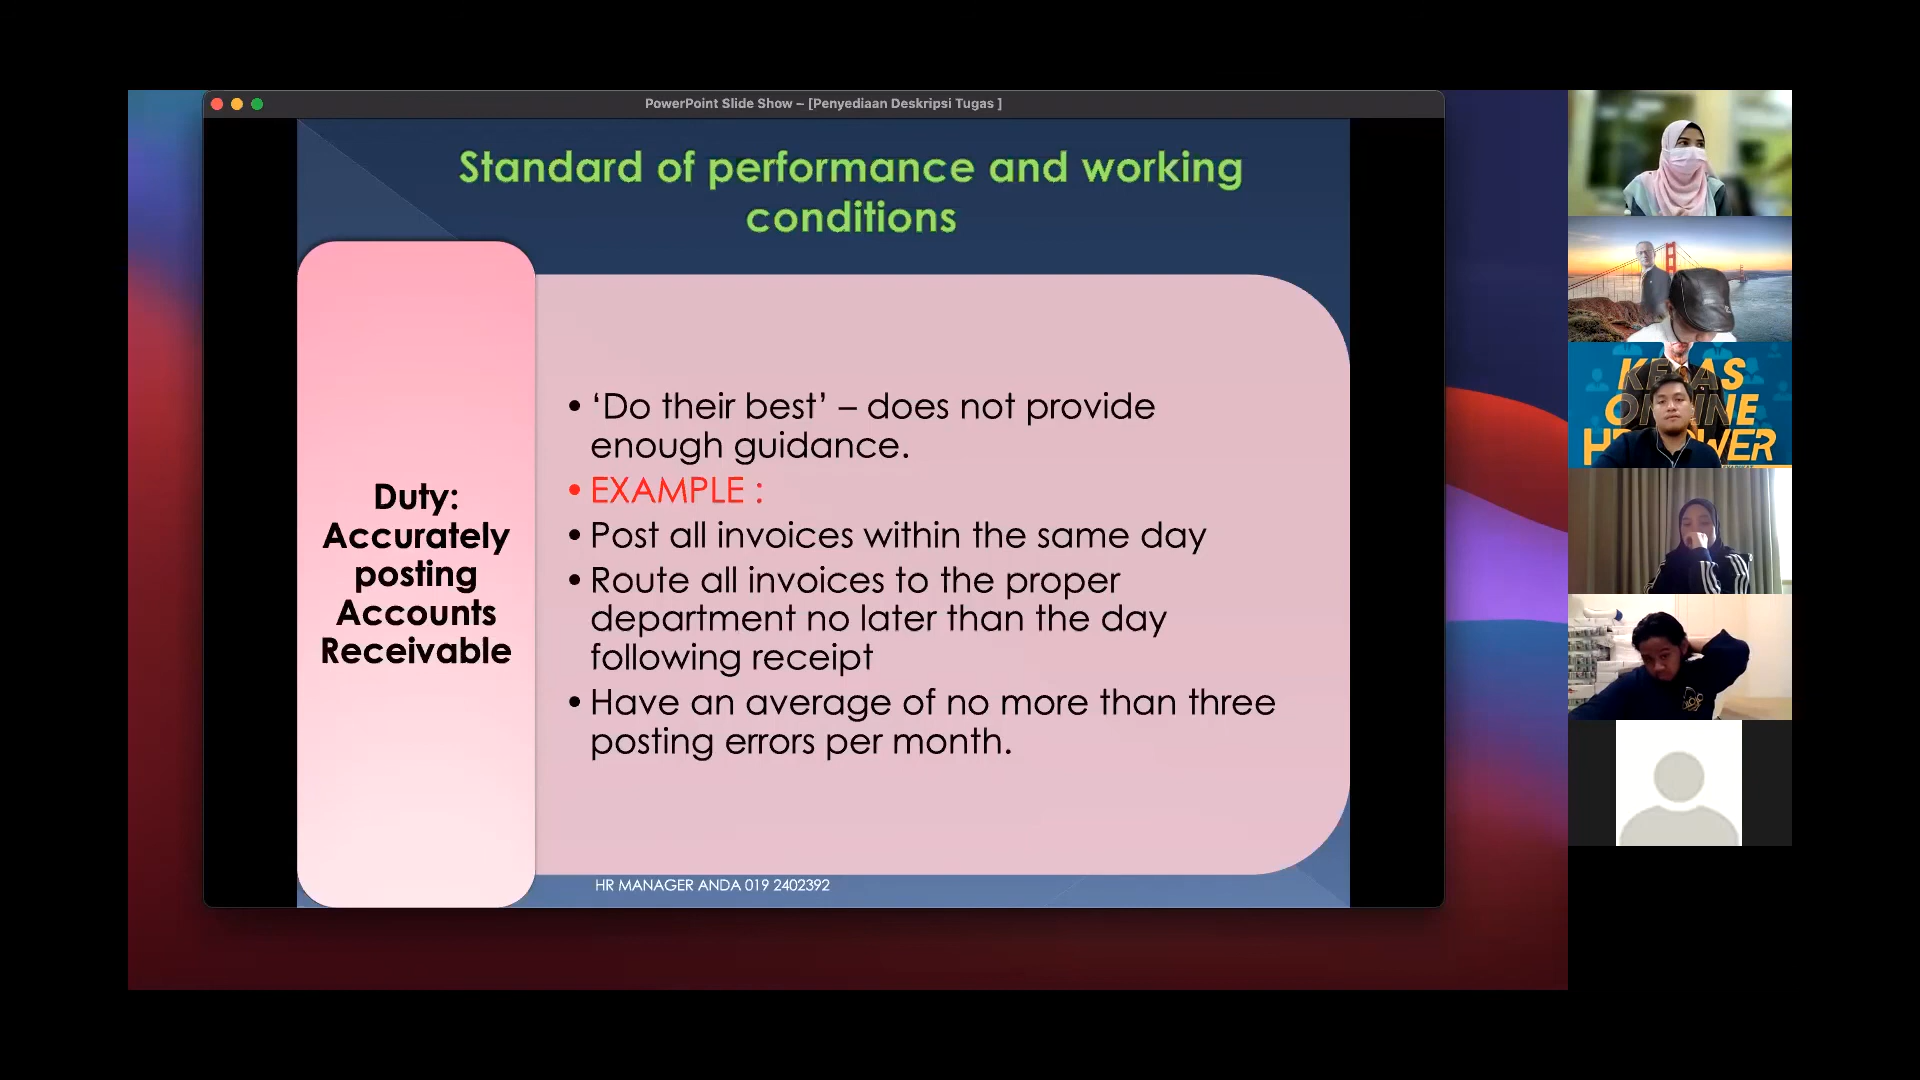 PowerPoint Slide Show – [Penyediaan Deskripsi Tugas ]
Standard of performance and working
conditions
Duty:
Accurately
posting
Accounts
Receivable
• ‘Do their best’ – does not provide
enough guidance.
• EXAMPLE :
• Post all invoices within the same day
• Route all invoices to the proper
department no later than the day
following receipt
• Have an average of no more than three
posting errors per month.
HR MANAGER ANDA 019 2402392